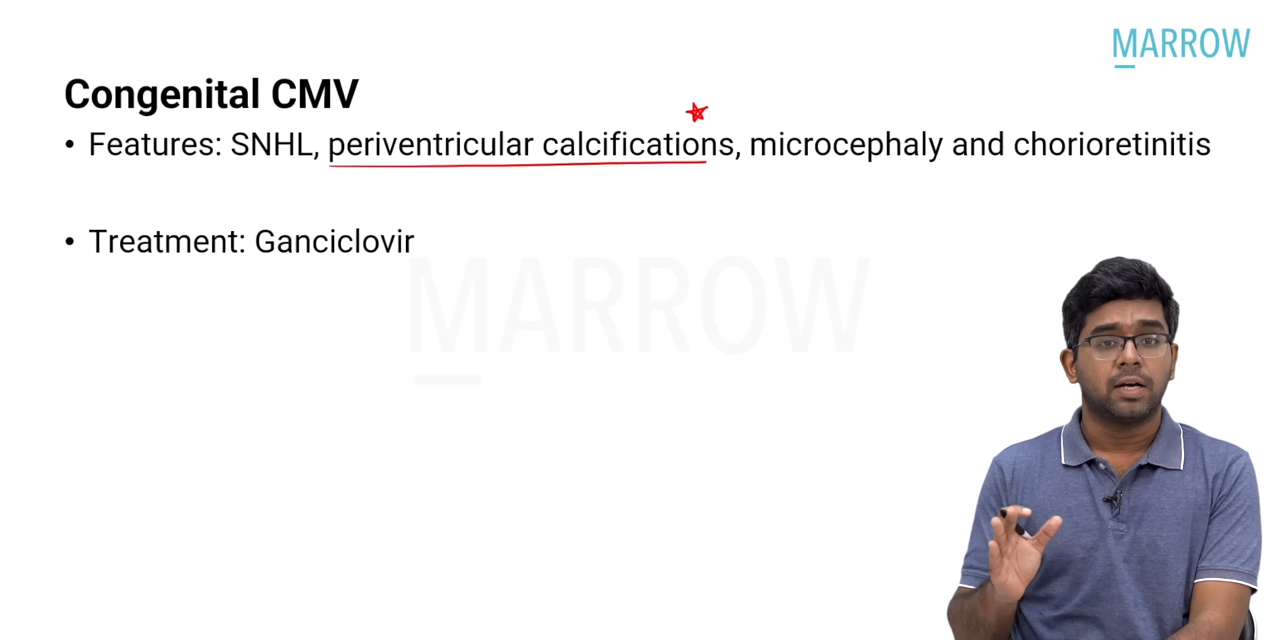 MARROW
Congenital CMV
• Features: SNHL, periventricular calcifications, microcephaly and chorioretinitis
• Treatment: Ganciclovir
MARROW